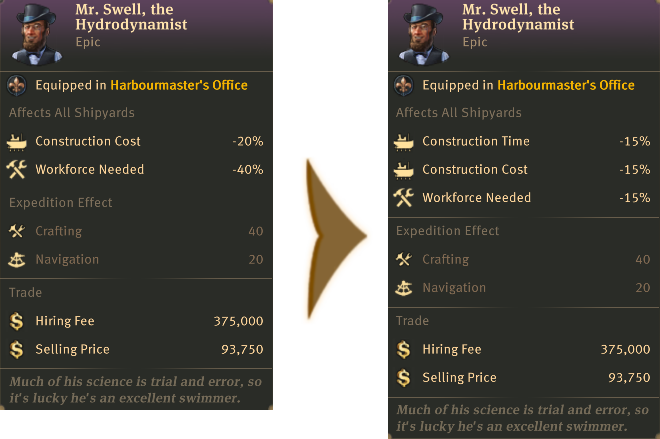 Mr. Swell, the
Hydrodynamist
Epic
Equipped in Harbourmaster's Office
Affects All Shipyards
Construction Cost -20%
Workforce Needed -40%
Expedition Effect
Crafting 40
Navigation 20
Trade
Hiring Fee 375,000
Selling Price 93,750
Much of his science is trial and error, so
it's lucky he's an excellent swimmer.
Mr. Swell, the
Hydrodynamist
Epic
Equipped in Harbourmaster's Office
Affects All Shipyards
Construction Time -15%
Construction Cost -15%
Workforce Needed -15%
Expedition Effect
Crafting 40
Navigation 20
Trade
Hiring Fee 375,000
Selling Price 93,750
Much of his science is trial and error, so
it's lucky he's an excellent swimmer.